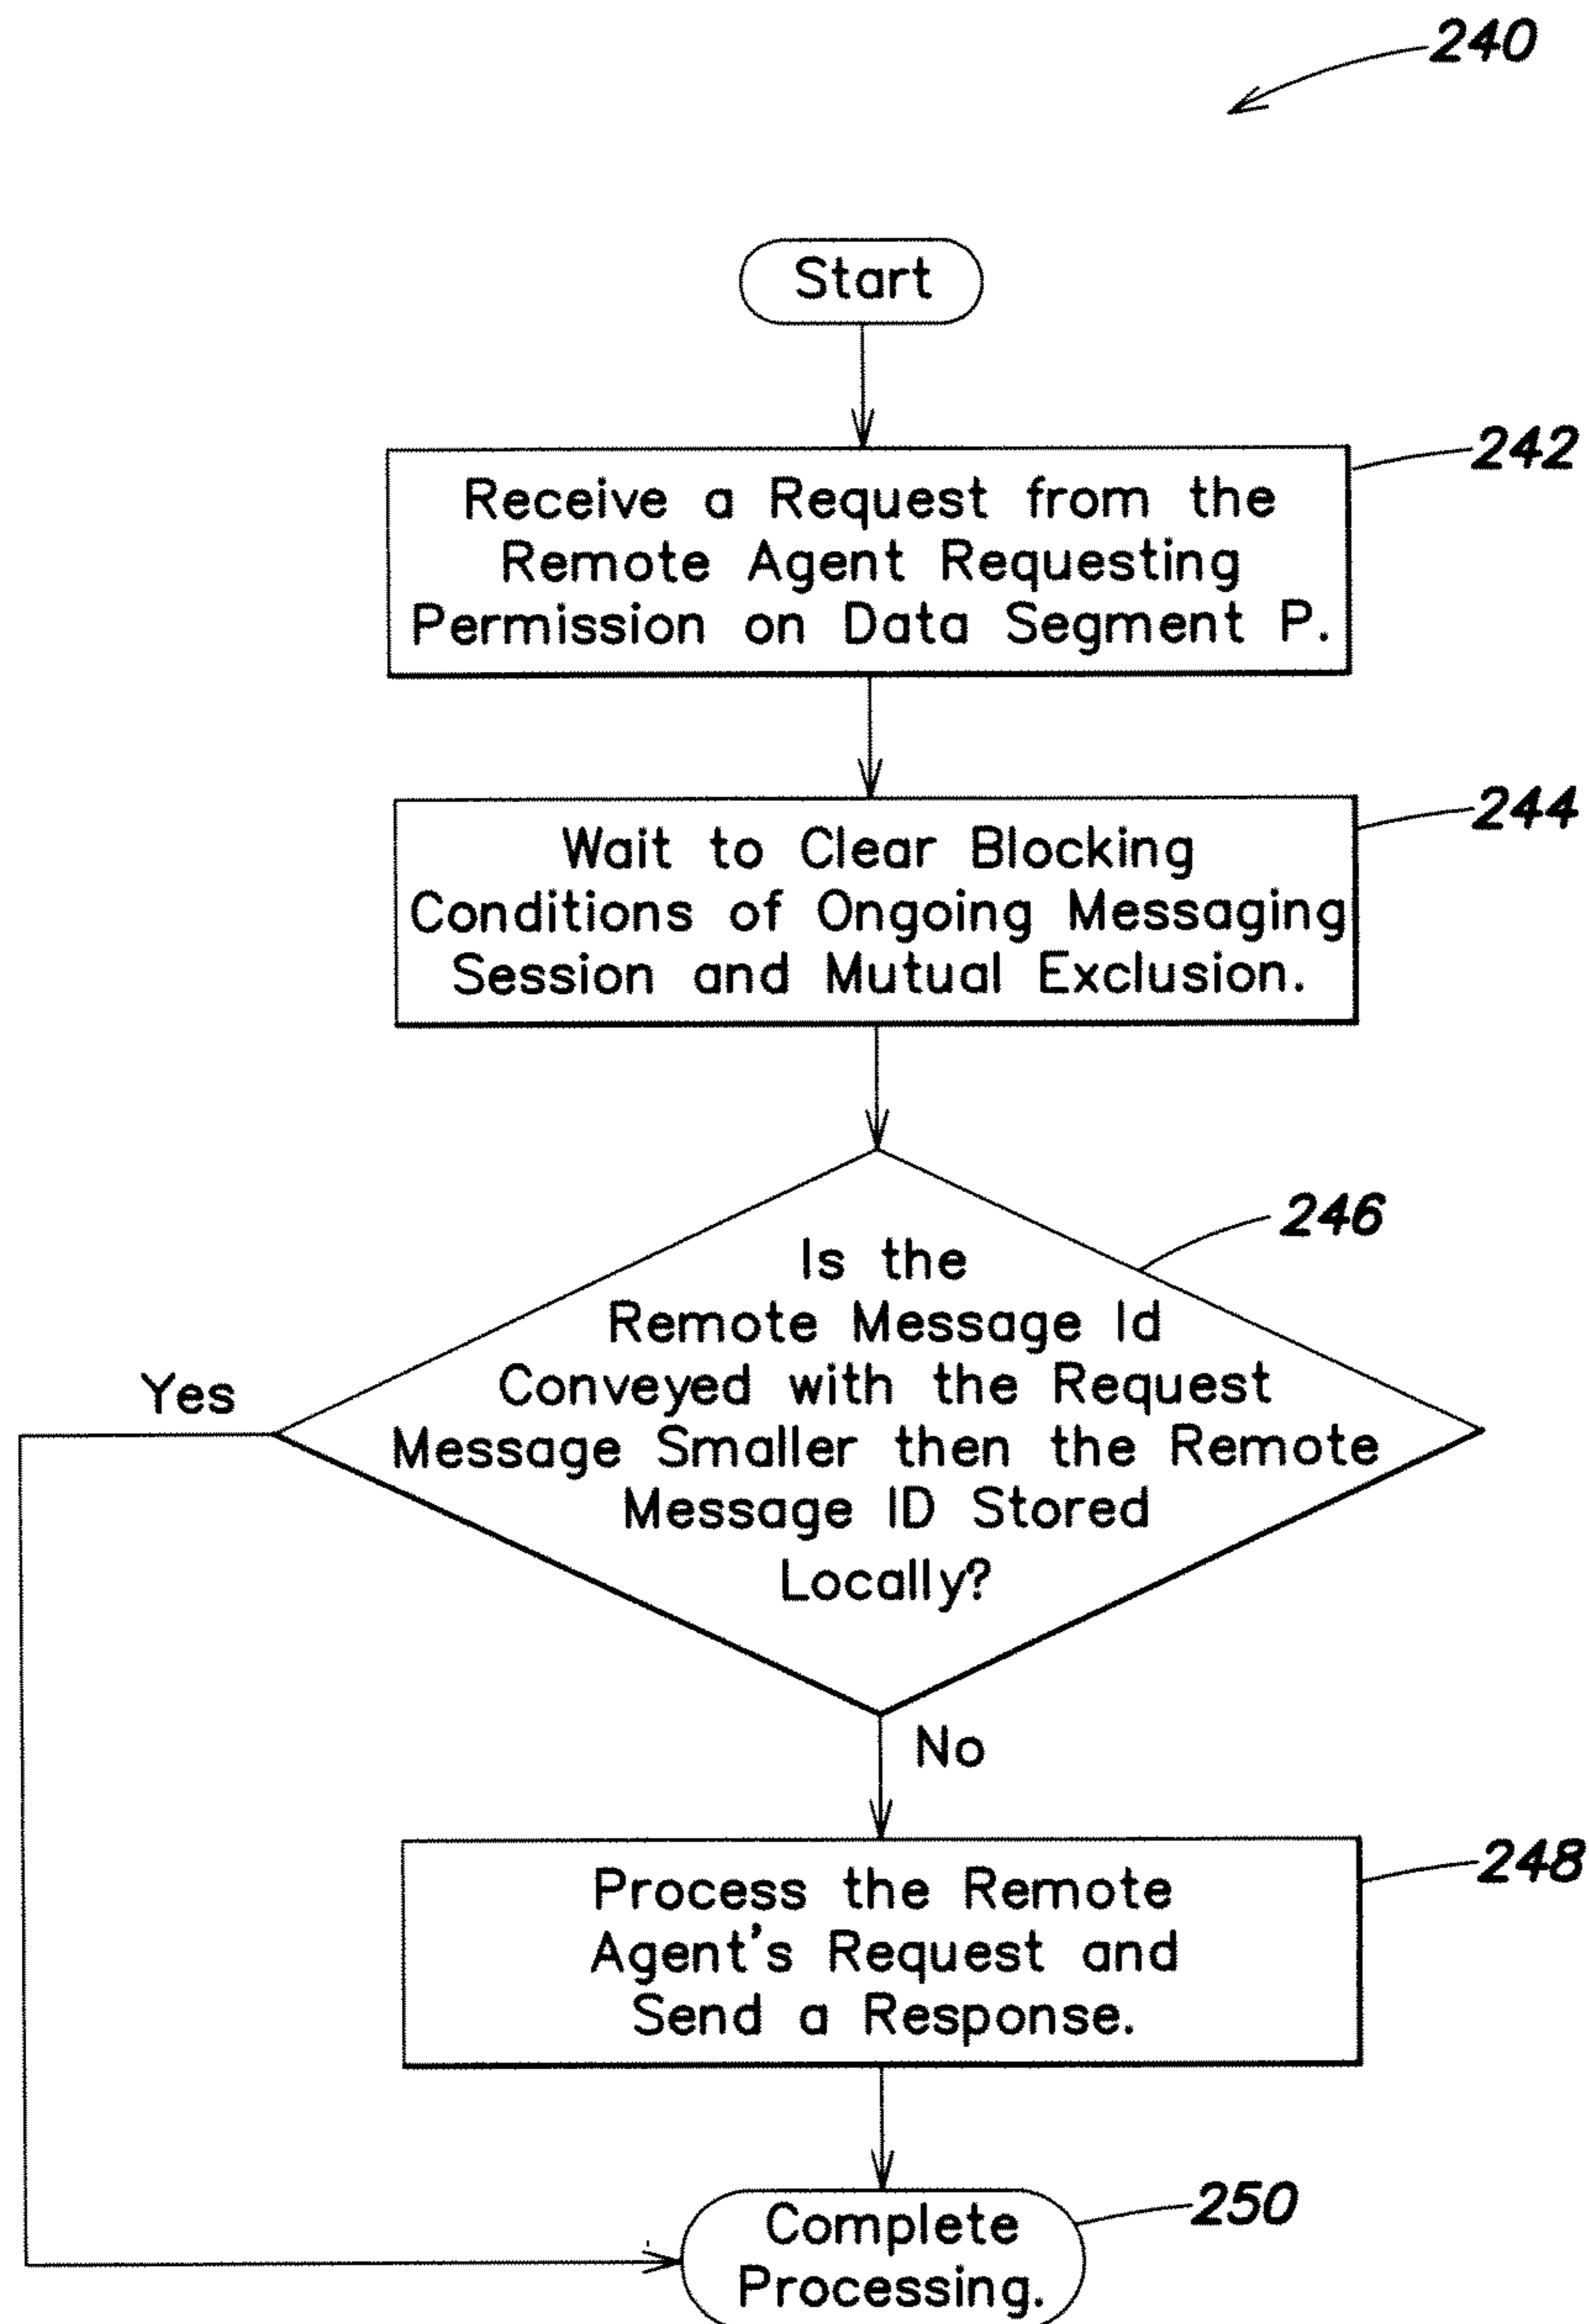 240
Start
242
Receive a Request from the
Remote Agent Requesting
Permission on Data Segment P.
244
Wait to Clear Blocking
Conditions of Ongoing Messaging
Session and Mutual Exclusion.
246
Is the
Remote Message Id
Conveyed with the Request
Message Smaller then the Remote
Message ID Stored
Locally?
Yes
No
248
Process the Remote
Agent's Request and
Send a Response.
250
Complete
Processing.